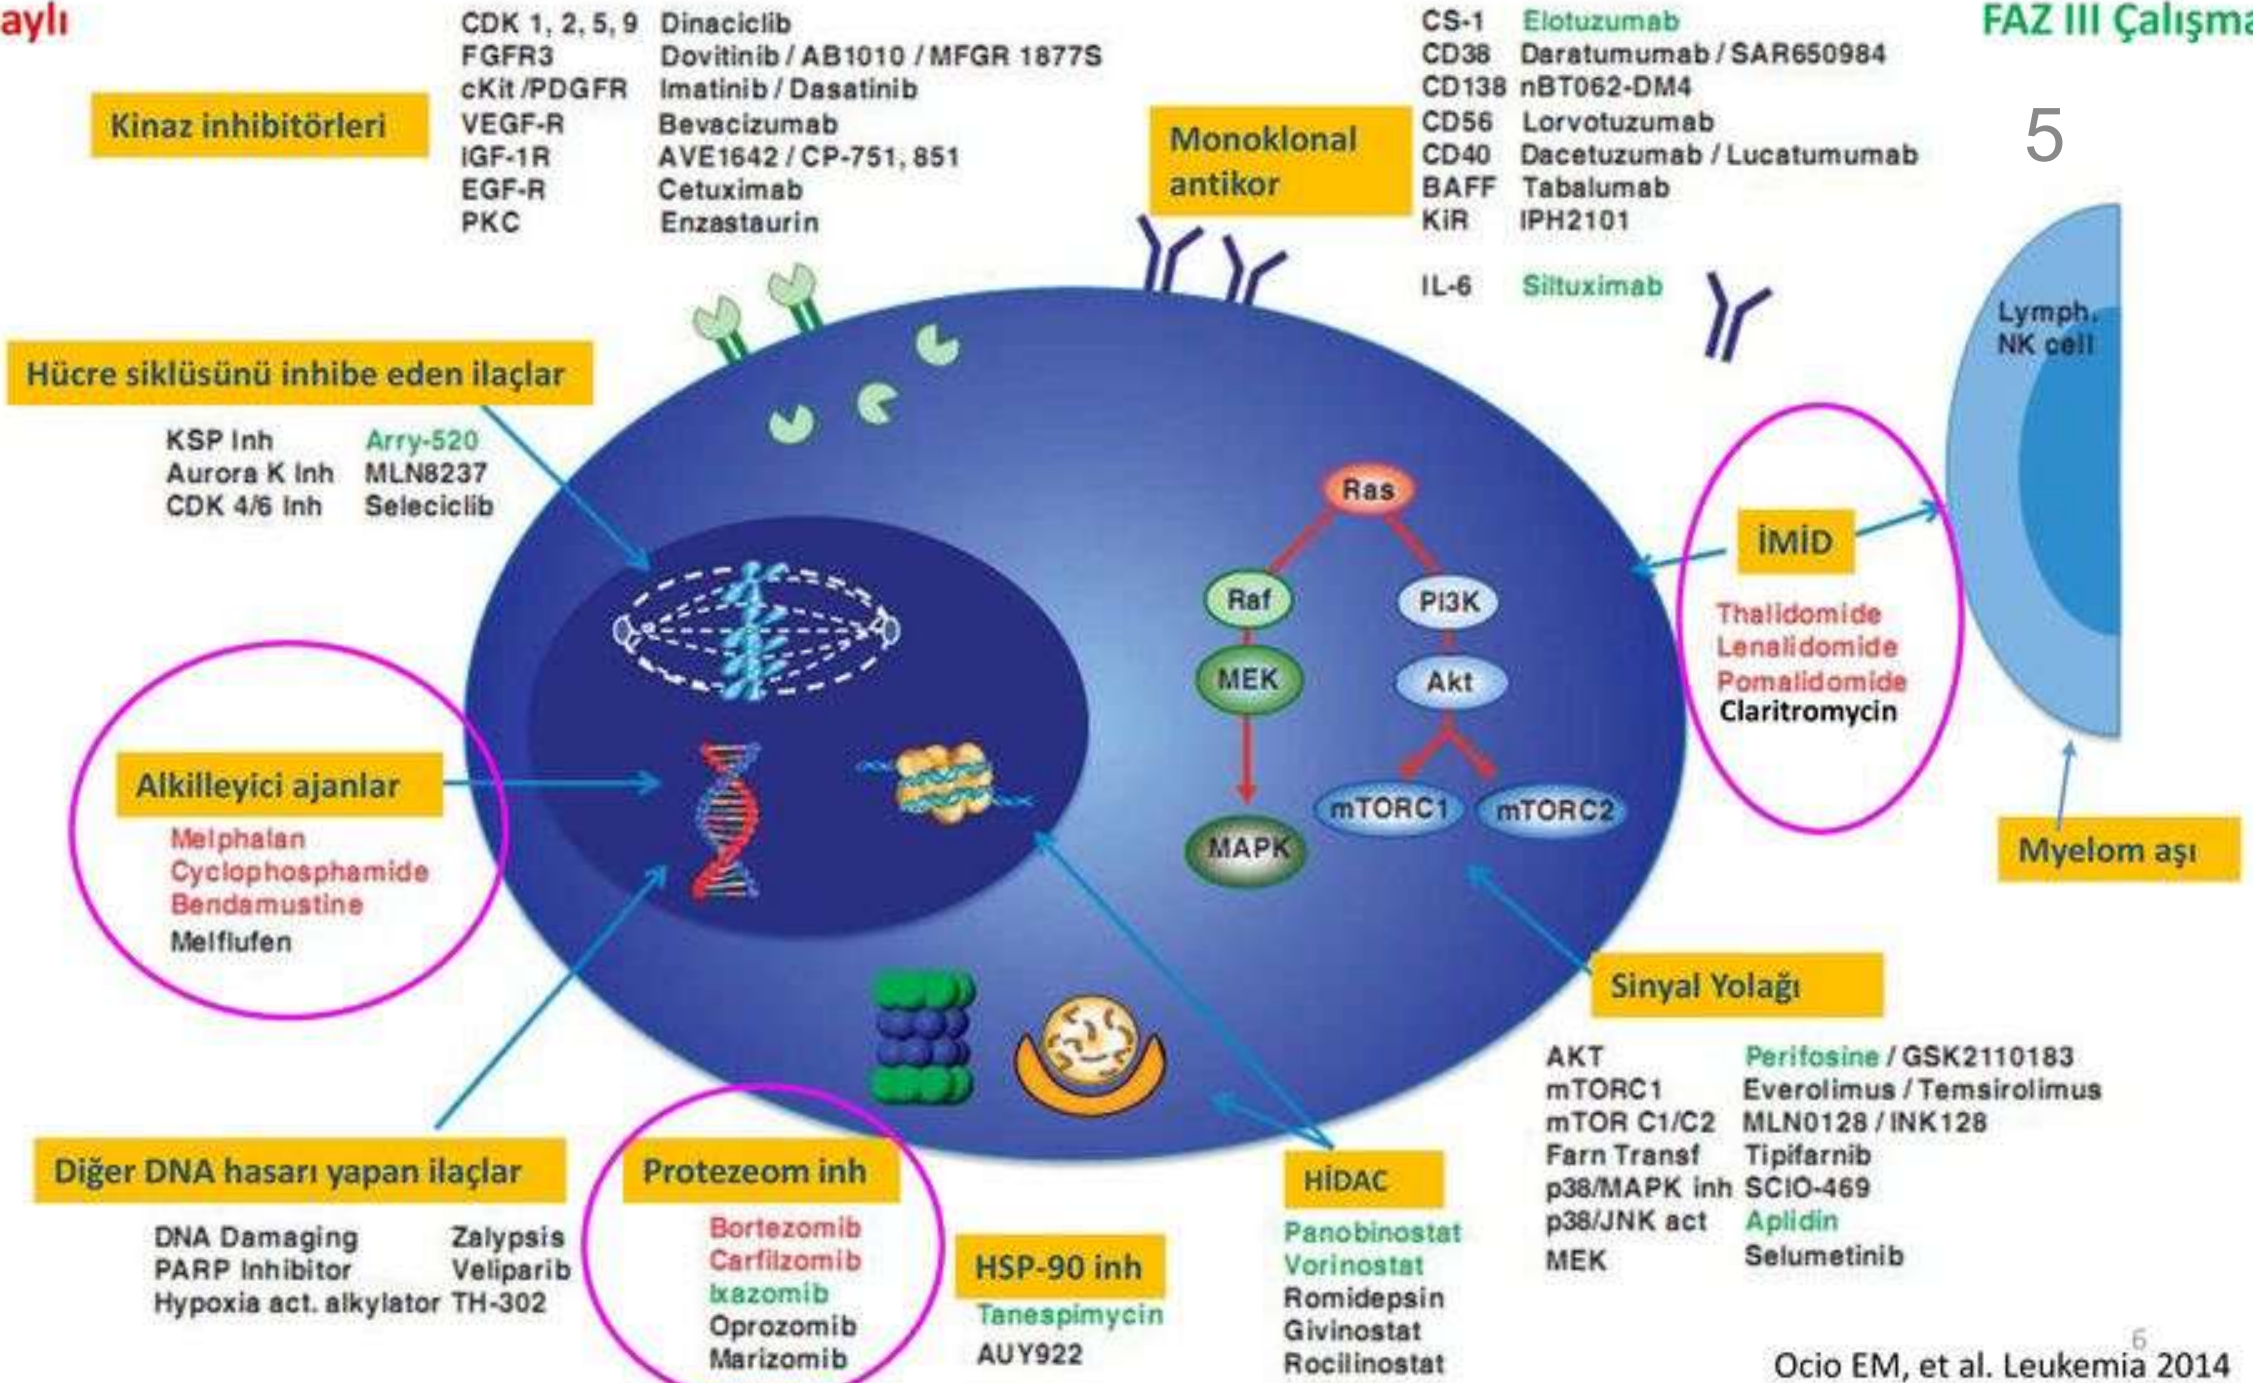 aylı
FAZ III Çalışma
5
Kinaz inhibitörleri
CDK 1, 2, 5, 9 Dinaciclib
FGFR3 Dovitinib / AB1010 / MFGR 1877S
cKit /PDGFR Imatinib / Dasatinib
VEGF-R Bevacizumab
IGF-1R AVE1642 / CP-751, 851
EGF-R Cetuximab
PKC Enzastaurin
Monoklonal
antikor
CS-1 Elotuzumab
CD38 Daratumumab / SAR650984
CD138 nBT062-DM4
CD56 Lorvotuzumab
CD40 Dacetuzumab / Lucatumumab
BAFF Tabalumab
KiR IPH2101
IL-6 Siltuximab
Lymph.
NK cell
Hücre siklüsünü inhibe eden ilaçlar
KSP Inh Arry-520
Aurora K Inh MLN8237
CDK 4/6 Inh Seleciclib
Ras
Raf
PI3K
MEK
Akt
mTORC1
mTORC2
MAPK
İMİD
Thalidomide
Lenalidomide
Pomalidomide
Claritromycin
Myelom aşı
Alkilleyici ajanlar
Melphalan
Cyclophosphamide
Bendamustine
Melflufen
Sinyal Yolağı
AKT Perifosine / GSK2110183
mTORC1 Everolimus / Temsirolimus
mTOR C1/C2 MLN0128 / INK128
Farn Transf Tipifarnib
p38/MAPK inh SCIO-469
p38/JNK act Aplidin
MEK Selumetinib
Diğer DNA hasarı yapan ilaçlar
DNA Damaging Zalypsis
PARP Inhibitor Veliparib
Hypoxia act. alkylator TH-302
Protezeom inh
Bortezomib
Carfilzomib
Ixazomib
Oprozomib
Marizomib
HSP-90 inh
Tanespimycin
AUY922
HİDAC
Panobinostat
Vorinostat
Romidepsin
Givinostat
Rocilinostat
6
Ocio EM, et al. Leukemia 2014